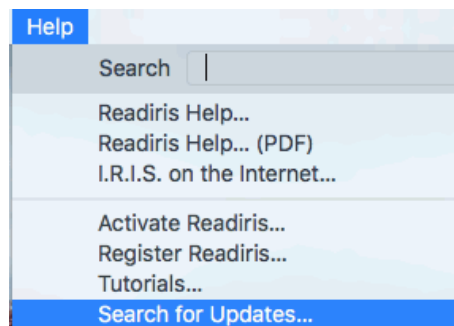 Help
Search
Readiris Help...
Readiris Help... (PDF)
I.R.I.S. on the Internet...
Activate Readiris...
Register Readiris...
Tutorials...
Search for Updates...